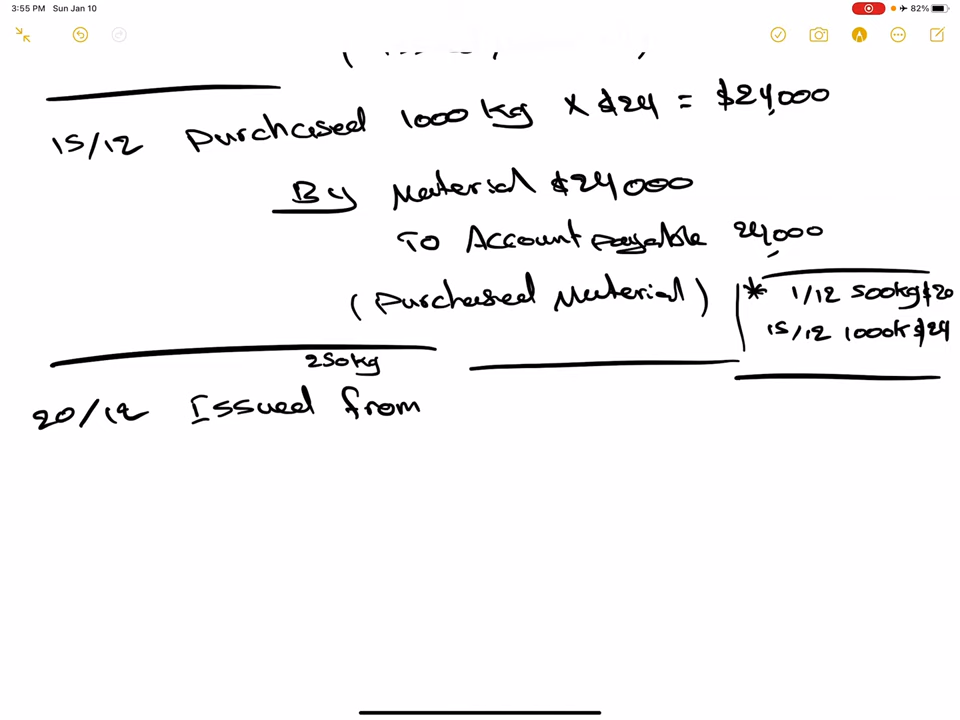 3:55 PM Sun Jan 10
82%
15/12 Purchased 1000 kg x $24 = $24,000
By Material $24000
To Account payable 24,000
(Purchased Material)
* 1/12 500kg $20
15/12 1000k $24
250kg
20/12 Issued from